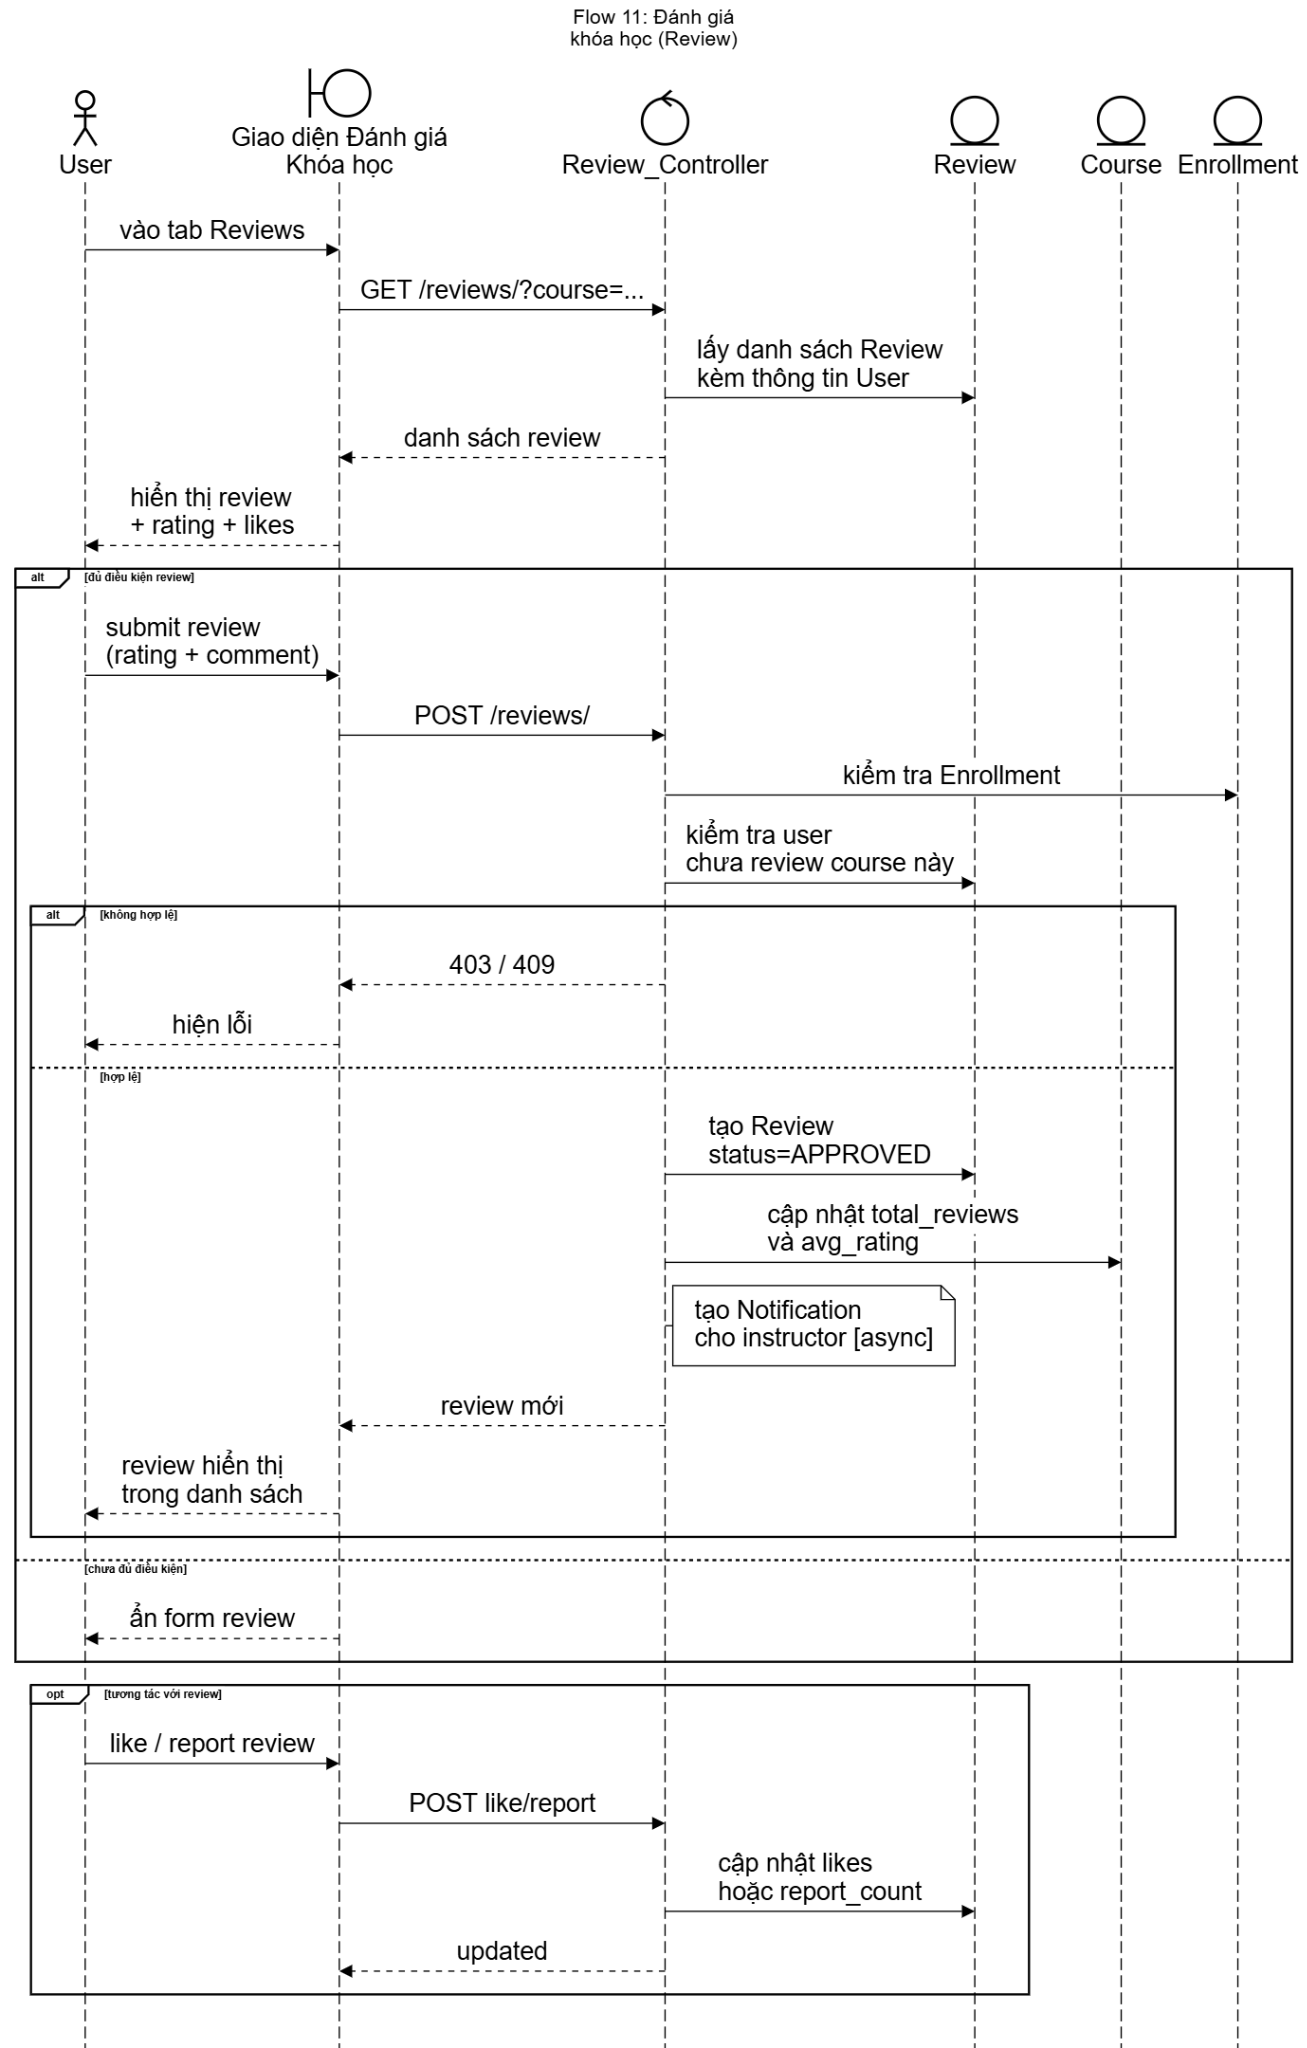 Flow 11: Đánh giá
khóa học (Review)
User
Giao diện Đánh giá
Khóa học
Review_Controller
Review
Course
Enrollment
vào tab Reviews
GET /reviews/?course=...
lấy danh sách Review
kèm thông tin User
danh sách review
hiển thị review
+ rating + likes
alt
[đủ điều kiện review]
submit review
(rating + comment)
POST /reviews/
kiểm tra Enrollment
kiểm tra user
chưa review course này
alt
[không hợp lệ]
403 / 409
hiện lỗi
[hợp lệ]
tạo Review
status=APPROVED
cập nhật total_reviews
và avg_rating
tạo Notification
cho instructor [async]
review mới
review hiển thị
trong danh sách
[chưa đủ điều kiện]
ẩn form review
opt
[tương tác với review]
like / report review
POST like/report
cập nhật likes
hoặc report_count
updated